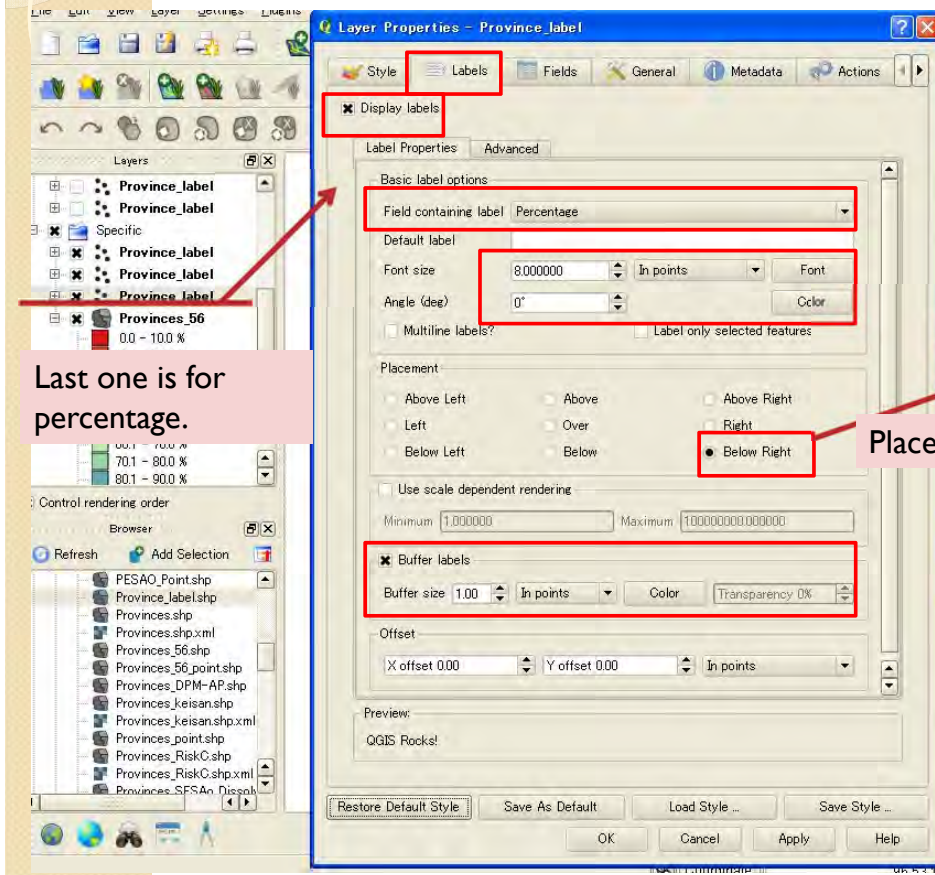 File Edit View Layer Settings Plugins
Layers
Province_label
Province_label
Specific
Province_label
Province_label
Province_label
Provinces_56
0.0 - 10.0 %
Last one is for
percentage.
70.1 - 80.0 %
80.1 - 90.0 %
Control rendering order
Browser
Refresh Add Selection
PESAO_Point.shp
Province_label.shp
Provinces.shp
Provinces.shp.xml
Provinces_56.shp
Provinces_56_point.shp
Provinces_DPM-AP.shp
Provinces_keisan.shp
Provinces_keisan.shp.xml
Provinces_point.shp
Provinces_RiskC.shp
Provinces_RiskC.shp.xml
Layer Properties - Province_label
Style Labels Fields General Metadata Actions
Display labels
Label Properties Advanced
Basic label options
Field containing label Percentage
Default label
Font size 8.000000 In points Font
Angle (deg) 0° Color
Multiline labels? Label only selected features
Placement
Above Left Above Above Right
Left Over Right
Below Left Below Below Right
Place
Use scale dependent rendering
Minimum 1.000000 Maximum 100000000.000000
Buffer labels
Buffer size 1.00 In points Color Transparency 0%
Offset
X offset 0.00 Y offset 0.00 In points
Preview:
QGIS Rocks!
Restore Default Style Save As Default Load Style ... Save Style ...
OK Cancel Apply Help